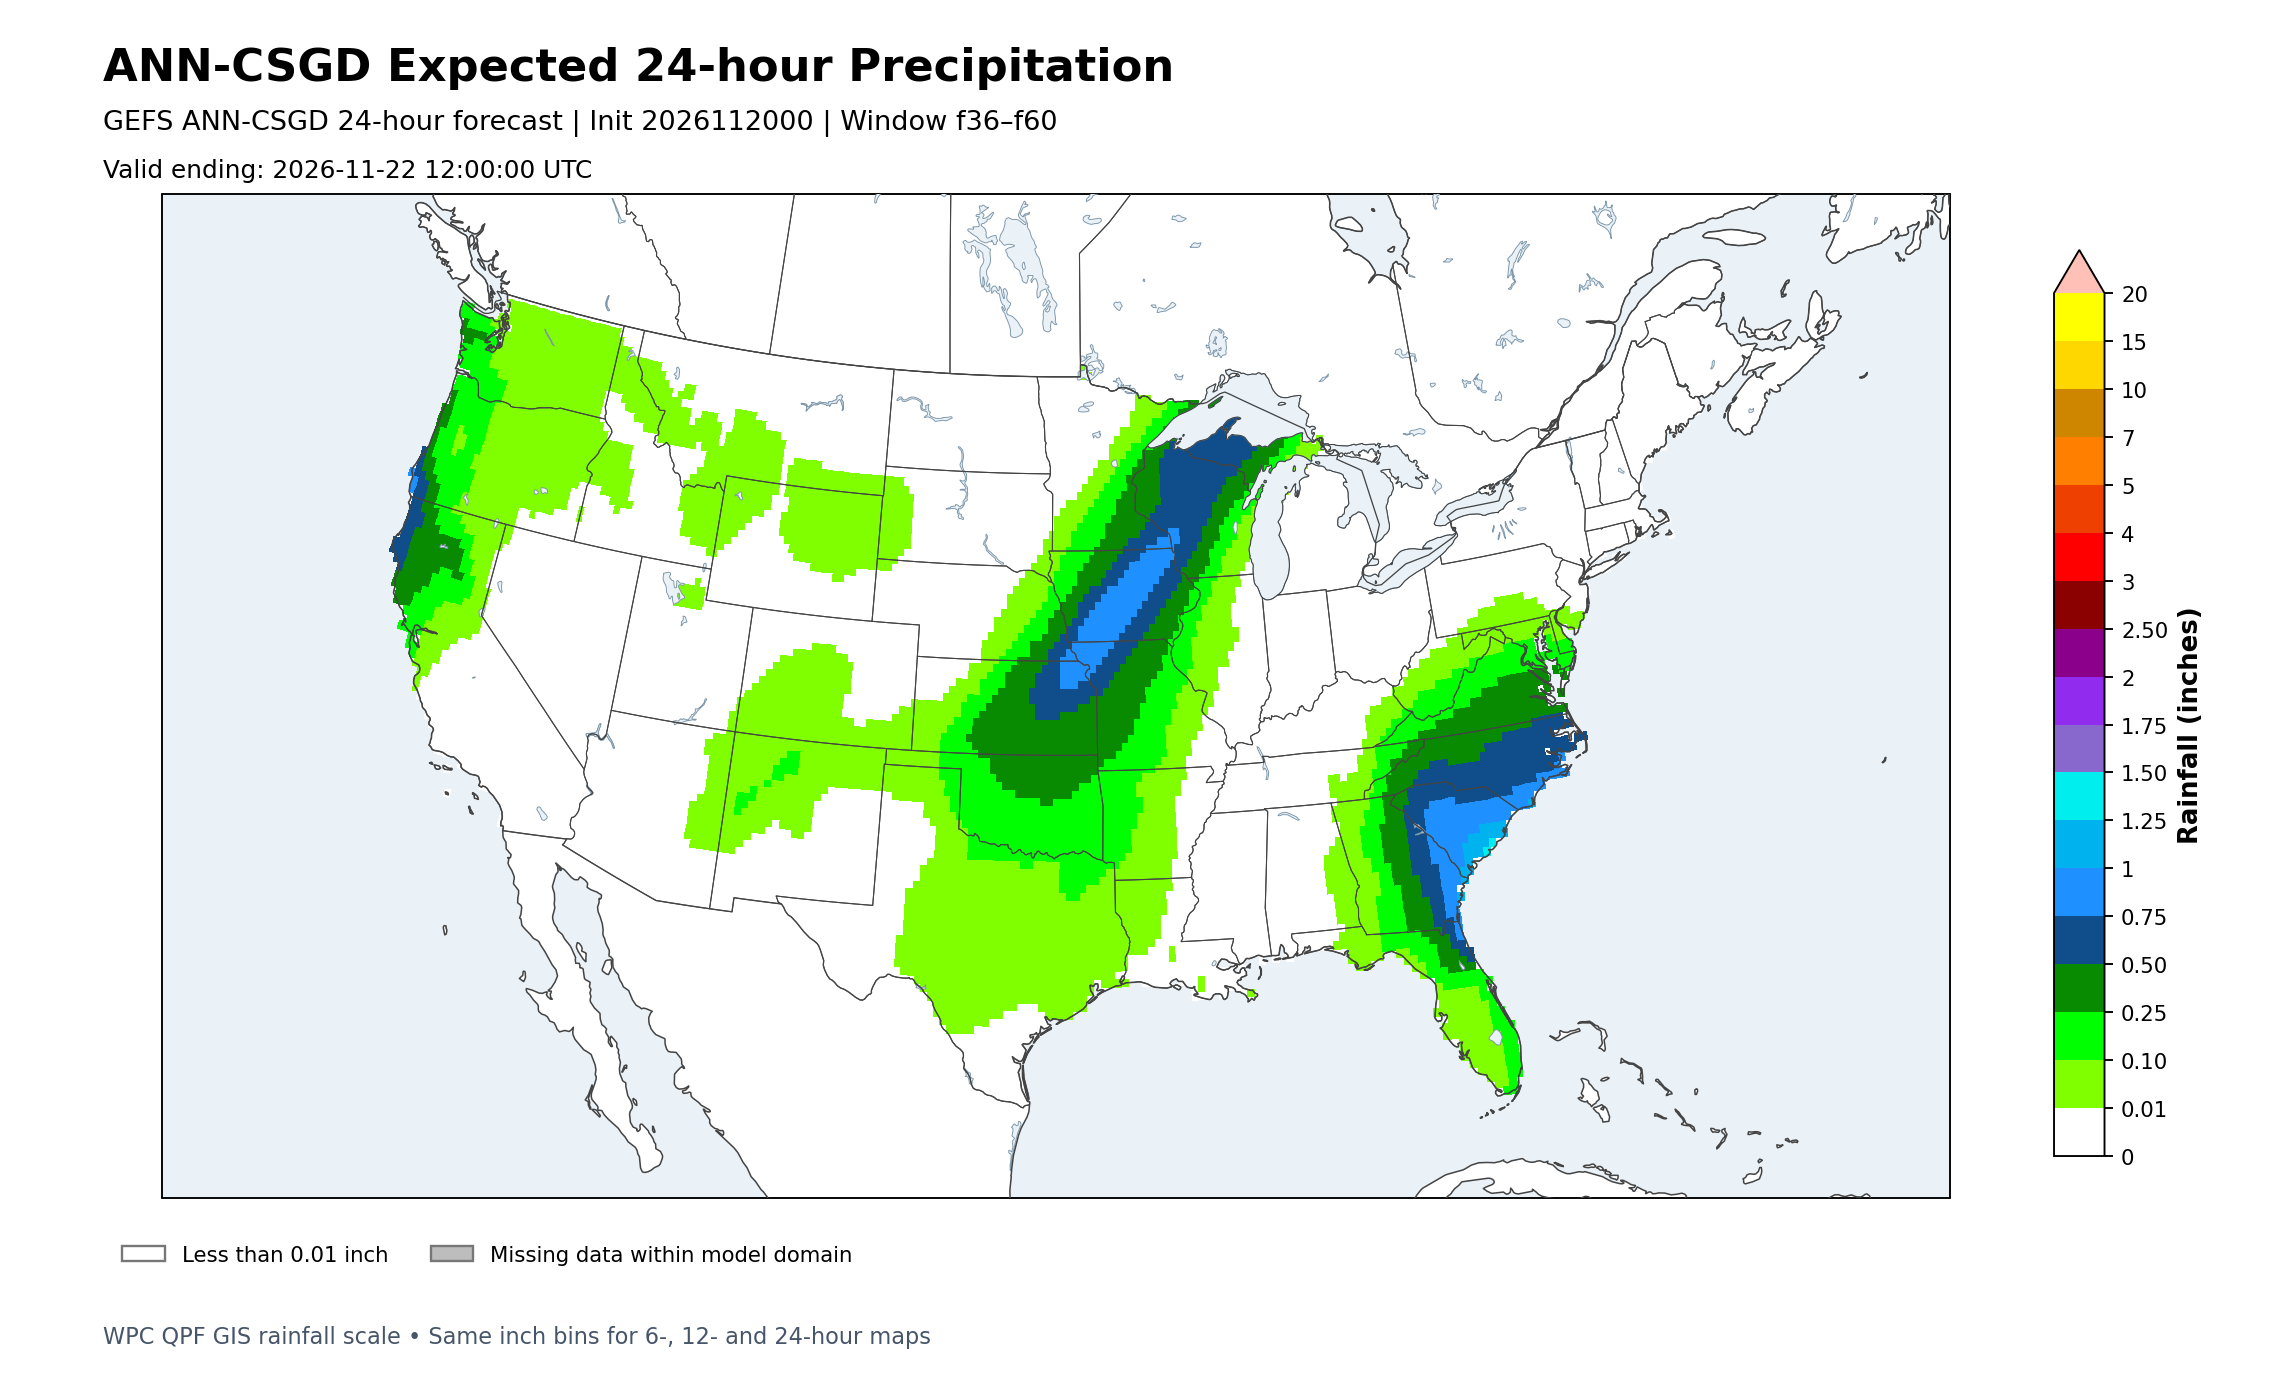 ANN-CSGD Expected 24-hour Precipitation
GEFS ANN-CSGD 24-hour forecast | Init 2026112000 | Window f36–f60
Valid ending: 2026-11-22 12:00:00 UTC
20
15
10
7
5
4
3
2.50
2
1.75
1.50
1.25
1
0.75
0.50
0.25
0.10
0.01
0
Rainfall (inches)
Less than 0.01 inch
Missing data within model domain
WPC QPF GIS rainfall scale • Same inch bins for 6-, 12- and 24-hour maps